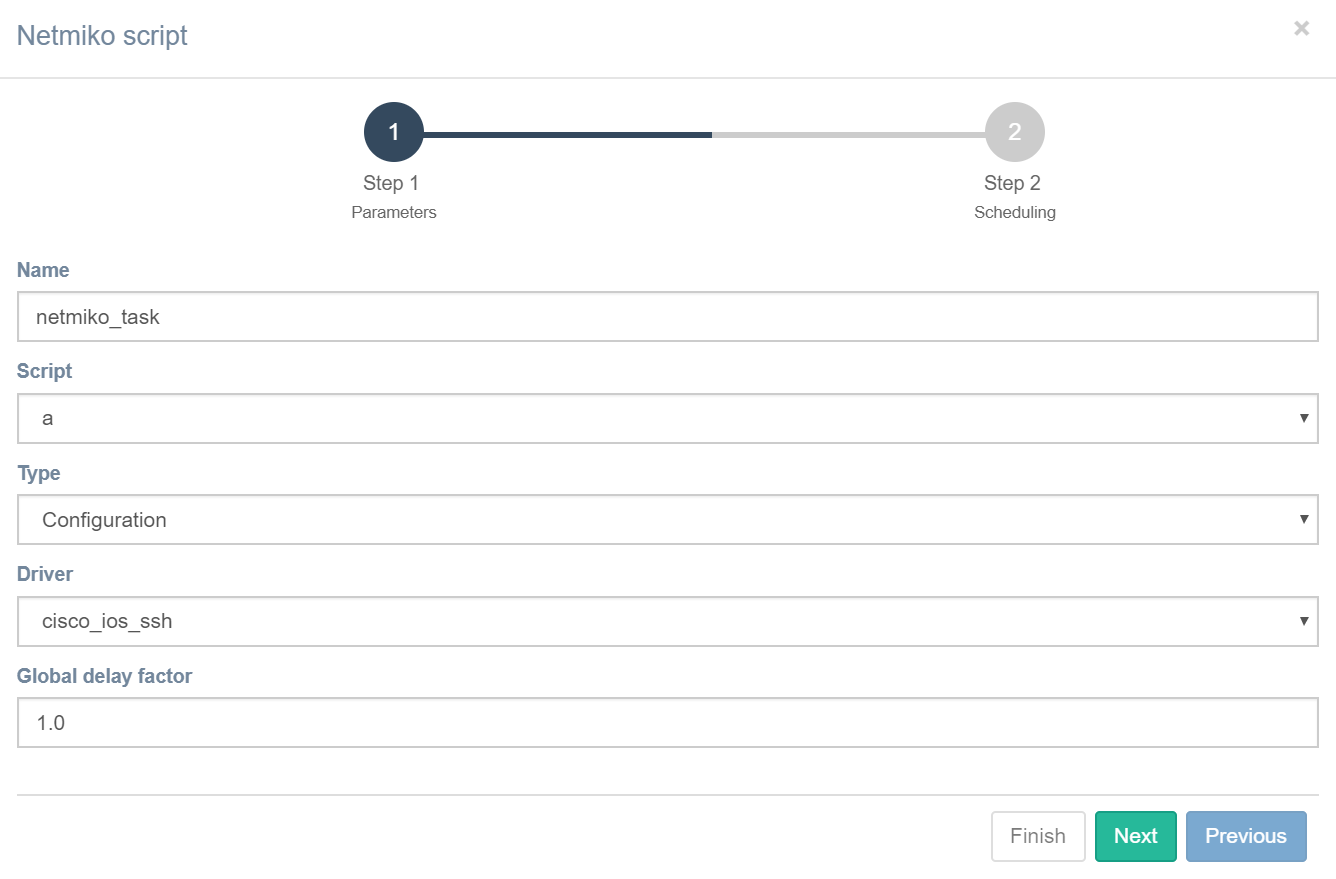 Netmiko script
×
1
2
Step 1
Step 2
Parameters
Scheduling
Name
netmiko_task
Script
a
Type
Configuration
Driver
cisco_ios_ssh
Global delay factor
1.0
Finish Next Previous